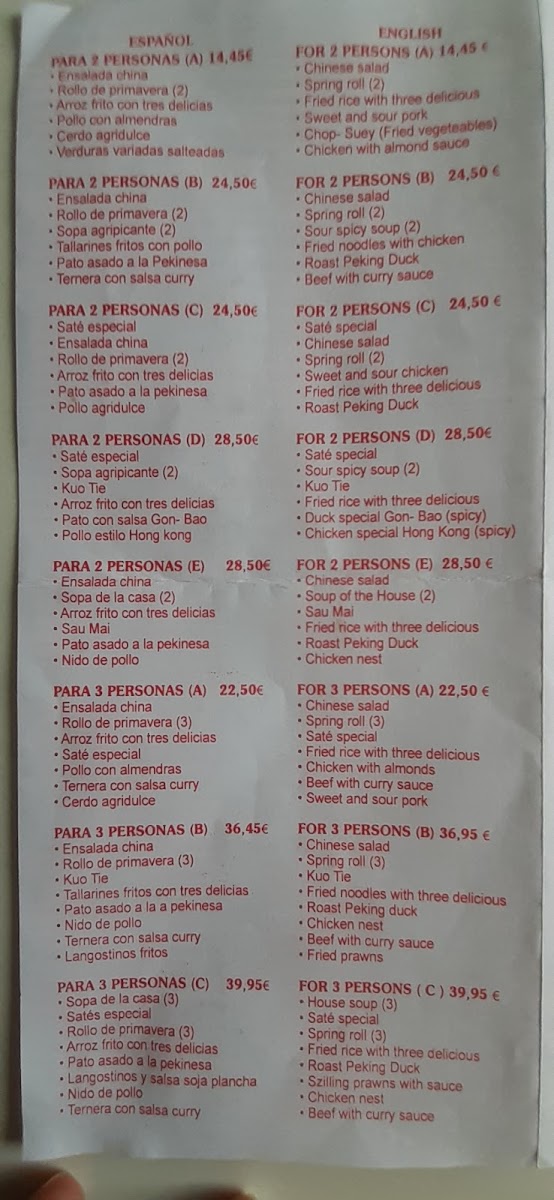 ESPAÑOL
PARA 2 PERSONAS (A) 14,45€
• Ensalada china
• Rollo de primavera (2)
• Arroz frito con tres delicias
• Pollo con almendras
• Cerdo agridulce
• Verduras variadas salteadas
PARA 2 PERSONAS (B) 24,50€
• Ensalada china
• Rollo de primavera (2)
• Sopa agripicante (2)
• Tallarines fritos con pollo
• Pato asado a la Pekinesa
• Ternera con salsa curry
PARA 2 PERSONAS (C) 24,50€
• Saté especial
• Ensalada china
• Rollo de primavera (2)
• Arroz frito con tres delicias
• Pato asado a la pekinesa
• Pollo agridulce
PARA 2 PERSONAS (D) 28,50€
• Saté especial
• Sopa agripicante (2)
• Kuo Tie
• Arroz frito con tres delicias
• Pato con salsa Gon- Bao
• Pollo estilo Hong kong
PARA 2 PERSONAS (E) 28,50€
• Ensalada china
• Sopa de la casa (2)
• Arroz frito con tres delicias
• Sau Mai
• Pato asado a la pekinesa
• Nido de pollo
PARA 3 PERSONAS (A) 22,50€
• Ensalada china
• Rollo de primavera (3)
• Arroz frito con tres delicias
• Saté especial
• Pollo con almendras
• Ternera con salsa curry
• Cerdo agridulce
PARA 3 PERSONAS (B) 36,45€
• Ensalada china
• Rollo de primavera (3)
• Kuo Tie
• Tallarines fritos con tres delicias
• Pato asado a la a pekinesa
• Nido de pollo
• Ternera con salsa curry
• Langostinos fritos
PARA 3 PERSONAS (C) 39,95€
• Sopa de la casa (3)
• Satés especial
• Rollo de primavera (3)
• Arroz frito con tres delicias
• Pato asado a la pekinesa
• Langostinos y salsa soja plancha
• Nido de pollo
• Ternera con salsa curry
ENGLISH
FOR 2 PERSONS (A) 14,45 €
• Chinese salad
• Spring roll (2)
• Fried rice with three delicious
• Sweet and sour pork
• Chop- Suey (Fried vegeteables)
• Chicken with almond sauce
FOR 2 PERSONS (B) 24,50 €
• Chinese salad
• Spring roll (2)
• Sour spicy soup (2)
• Fried noodles with chicken
• Roast Peking Duck
• Beef with curry sauce
FOR 2 PERSONS (C) 24,50 €
• Saté special
• Chinese salad
• Spring roll (2)
• Sweet and sour chicken
• Fried rice with three delicious
• Roast Peking Duck
FOR 2 PERSONS (D) 28,50€
• Saté special
• Sour spicy soup (2)
• Kuo Tie
• Fried rice with three delicious
• Duck special Gon- Bao (spicy)
• Chicken special Hong Kong (spicy)
FOR 2 PERSONS (E) 28,50 €
• Chinese salad
• Soup of the House (2)
• Sau Mai
• Fried rice with three delicious
• Roast Peking Duck
• Chicken nest
FOR 3 PERSONS (A) 22,50 €
• Chinese salad
• Spring roll (3)
• Saté special
• Fried rice with three delicious
• Chicken with almonds
• Beef with curry sauce
• Sweet and sour pork
FOR 3 PERSONS (B) 36,95 €
• Chinese salad
• Spring roll (3)
• Kuo Tie
• Fried noodles with three delicious
• Roast Peking duck
• Chicken nest
• Beef with curry sauce
• Fried prawns
FOR 3 PERSONS ( C ) 39,95 €
• House soup (3)
• Saté special
• Spring roll (3)
• Fried rice with three delicious
• Roast Peking Duck
• Szilling prawns with sauce
• Chicken nest
• Beef with curry sauce